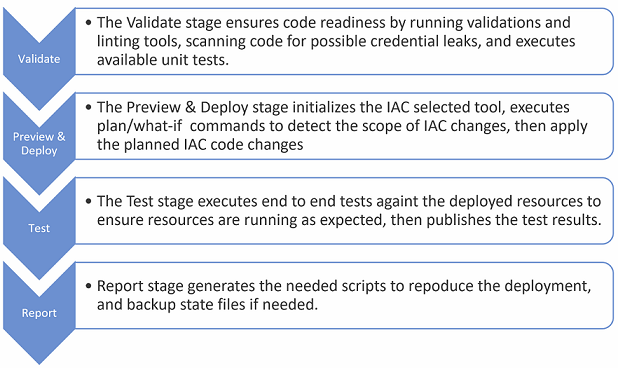 Validate
• The Validate stage ensures code readiness by running validations and
linting tools, scanning code for possible credential leaks, and executes
available unit tests.
Preview &
Deploy
• The Preview & Deploy stage initializes the IAC selected tool, executes
plan/what-if commands to detect the scope of IAC changes, then apply
the planned IAC code changes
Test
• The Test stage executes end to end tests againt the deployed resources to
ensure resources are running as expected, then publishes the test results.
Report
• Report stage generates the needed scripts to repoduce the deployment,
and backup state files if needed.